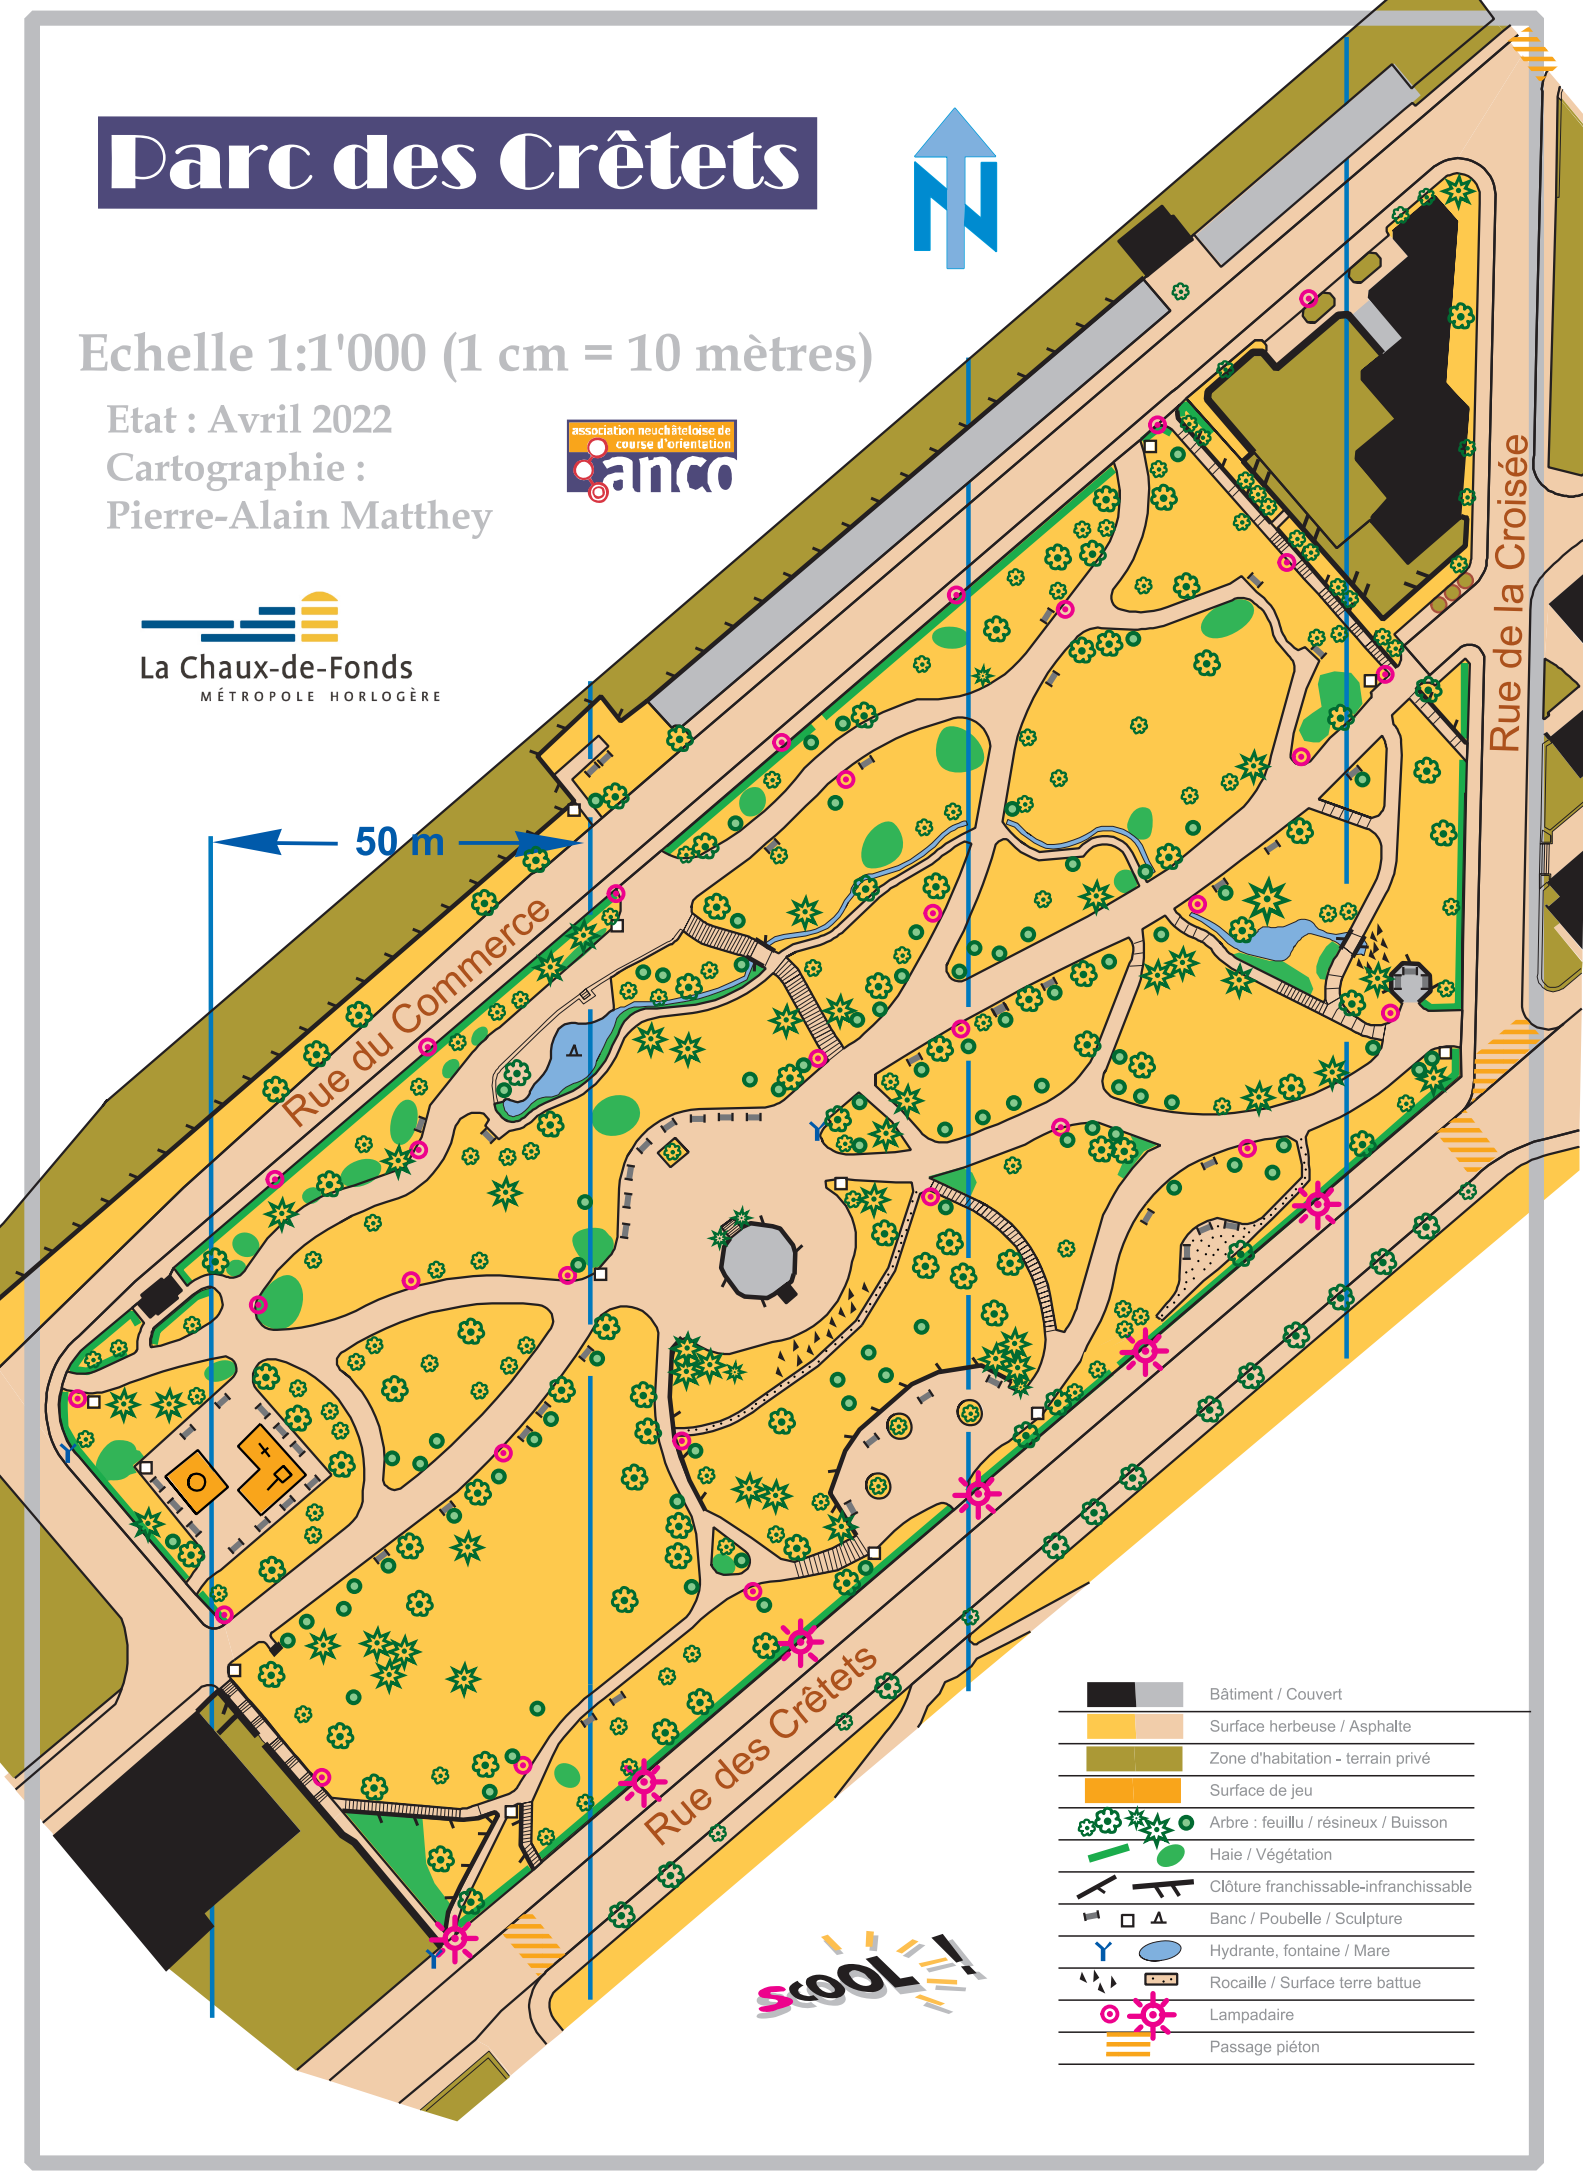 Parc des Crêtets
N
Echelle 1:1'000 (1 cm = 10 mètres)
Etat : Avril 2022
Cartographie :
Pierre-Alain Matthey
association neuchâteloise de
course d'orientation
anco
La Chaux-de-Fonds
MÉTROPOLE HORLOGÈRE
50 m
Rue du Commerce
Rue de la Croisée
Rue des Crêtets
Bâtiment / Couvert
Surface herbeuse / Asphalte
Zone d'habitation - terrain privé
Surface de jeu
Arbre : feuillu / résineux / Buisson
Haie / Végétation
Clôture franchissable-infranchissable
Banc / Poubelle / Sculpture
Hydrante, fontaine / Mare
Rocaille / Surface terre battue
Lampadaire
Passage piéton
sCOOL!